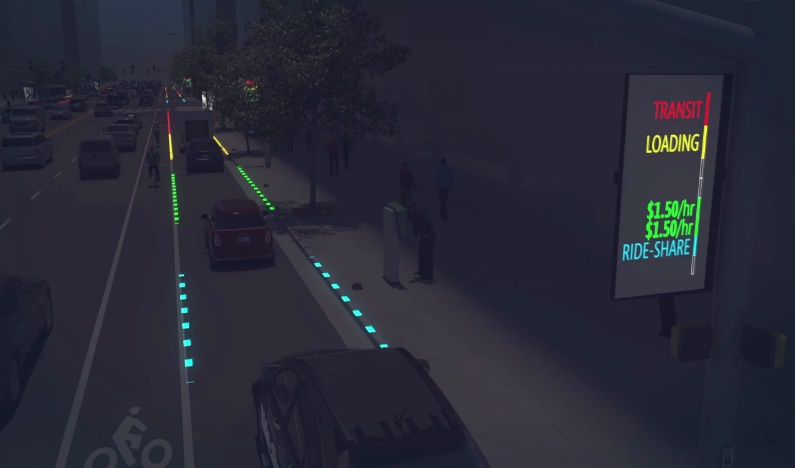 TRANSIT
LOADING
$1.50/hr
$1.50/hr
RIDE-SHARE